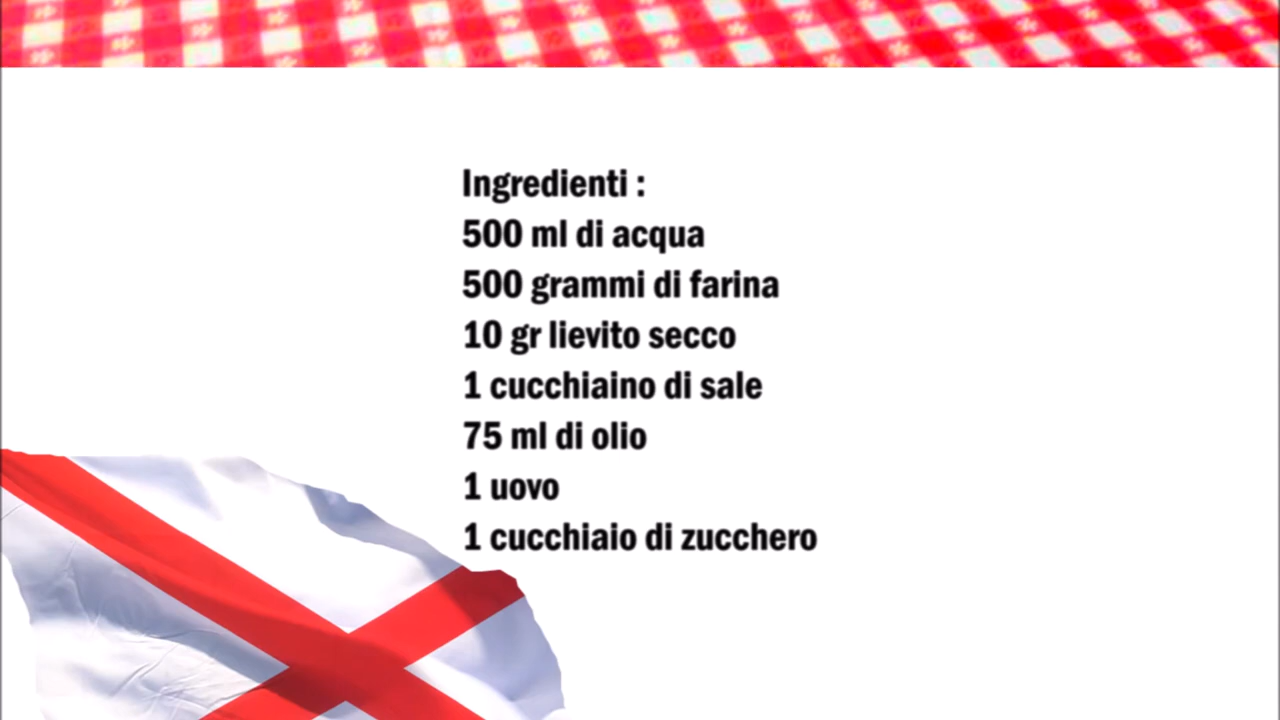 Ingredienti :
500 ml di acqua
500 grammi di farina
10 gr lievito secco
1 cucchiaino di sale
75 ml di olio
1 uovo
1 cucchiaio di zucchero